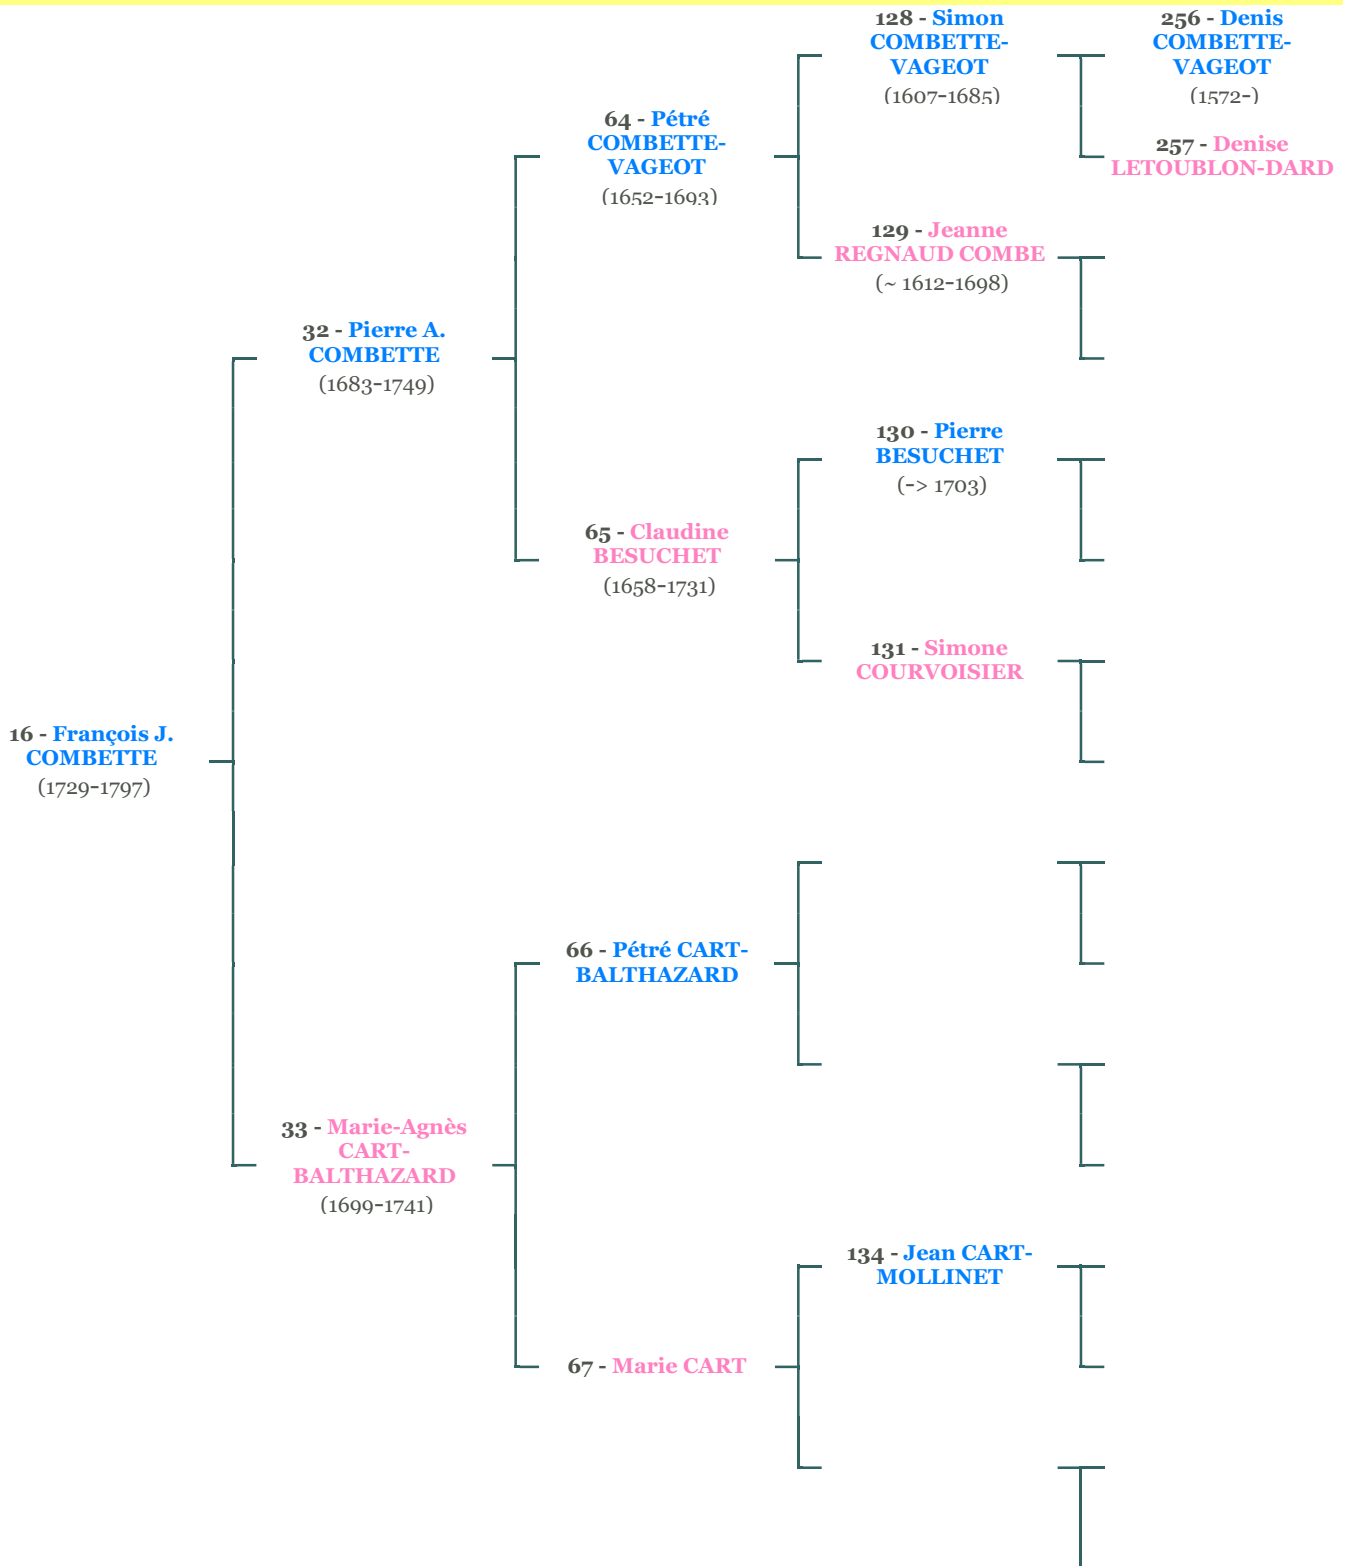 128 - Simon
COMBETTE-
VAGEOT
(1607-1685)
256 - Denis
COMBETTE-
VAGEOT
(1572-)
64 - Pétré
COMBETTE-
VAGEOT
(1652-1693)
257 - Denise
LETOUBLON-DARD
129 - Jeanne
REGNAUD COMBE
(~ 1612-1698)
32 - Pierre A.
COMBETTE
(1683-1749)
130 - Pierre
BESUCHET
(-> 1703)
65 - Claudine
BESUCHET
(1658-1731)
131 - Simone
COURVOISIER
16 - François J.
COMBETTE
(1729-1797)
66 - Pétré CART-
BALTHAZARD
33 - Marie-Agnès
CART-
BALTHAZARD
(1699-1741)
134 - Jean CART-
MOLLINET
67 - Marie CART